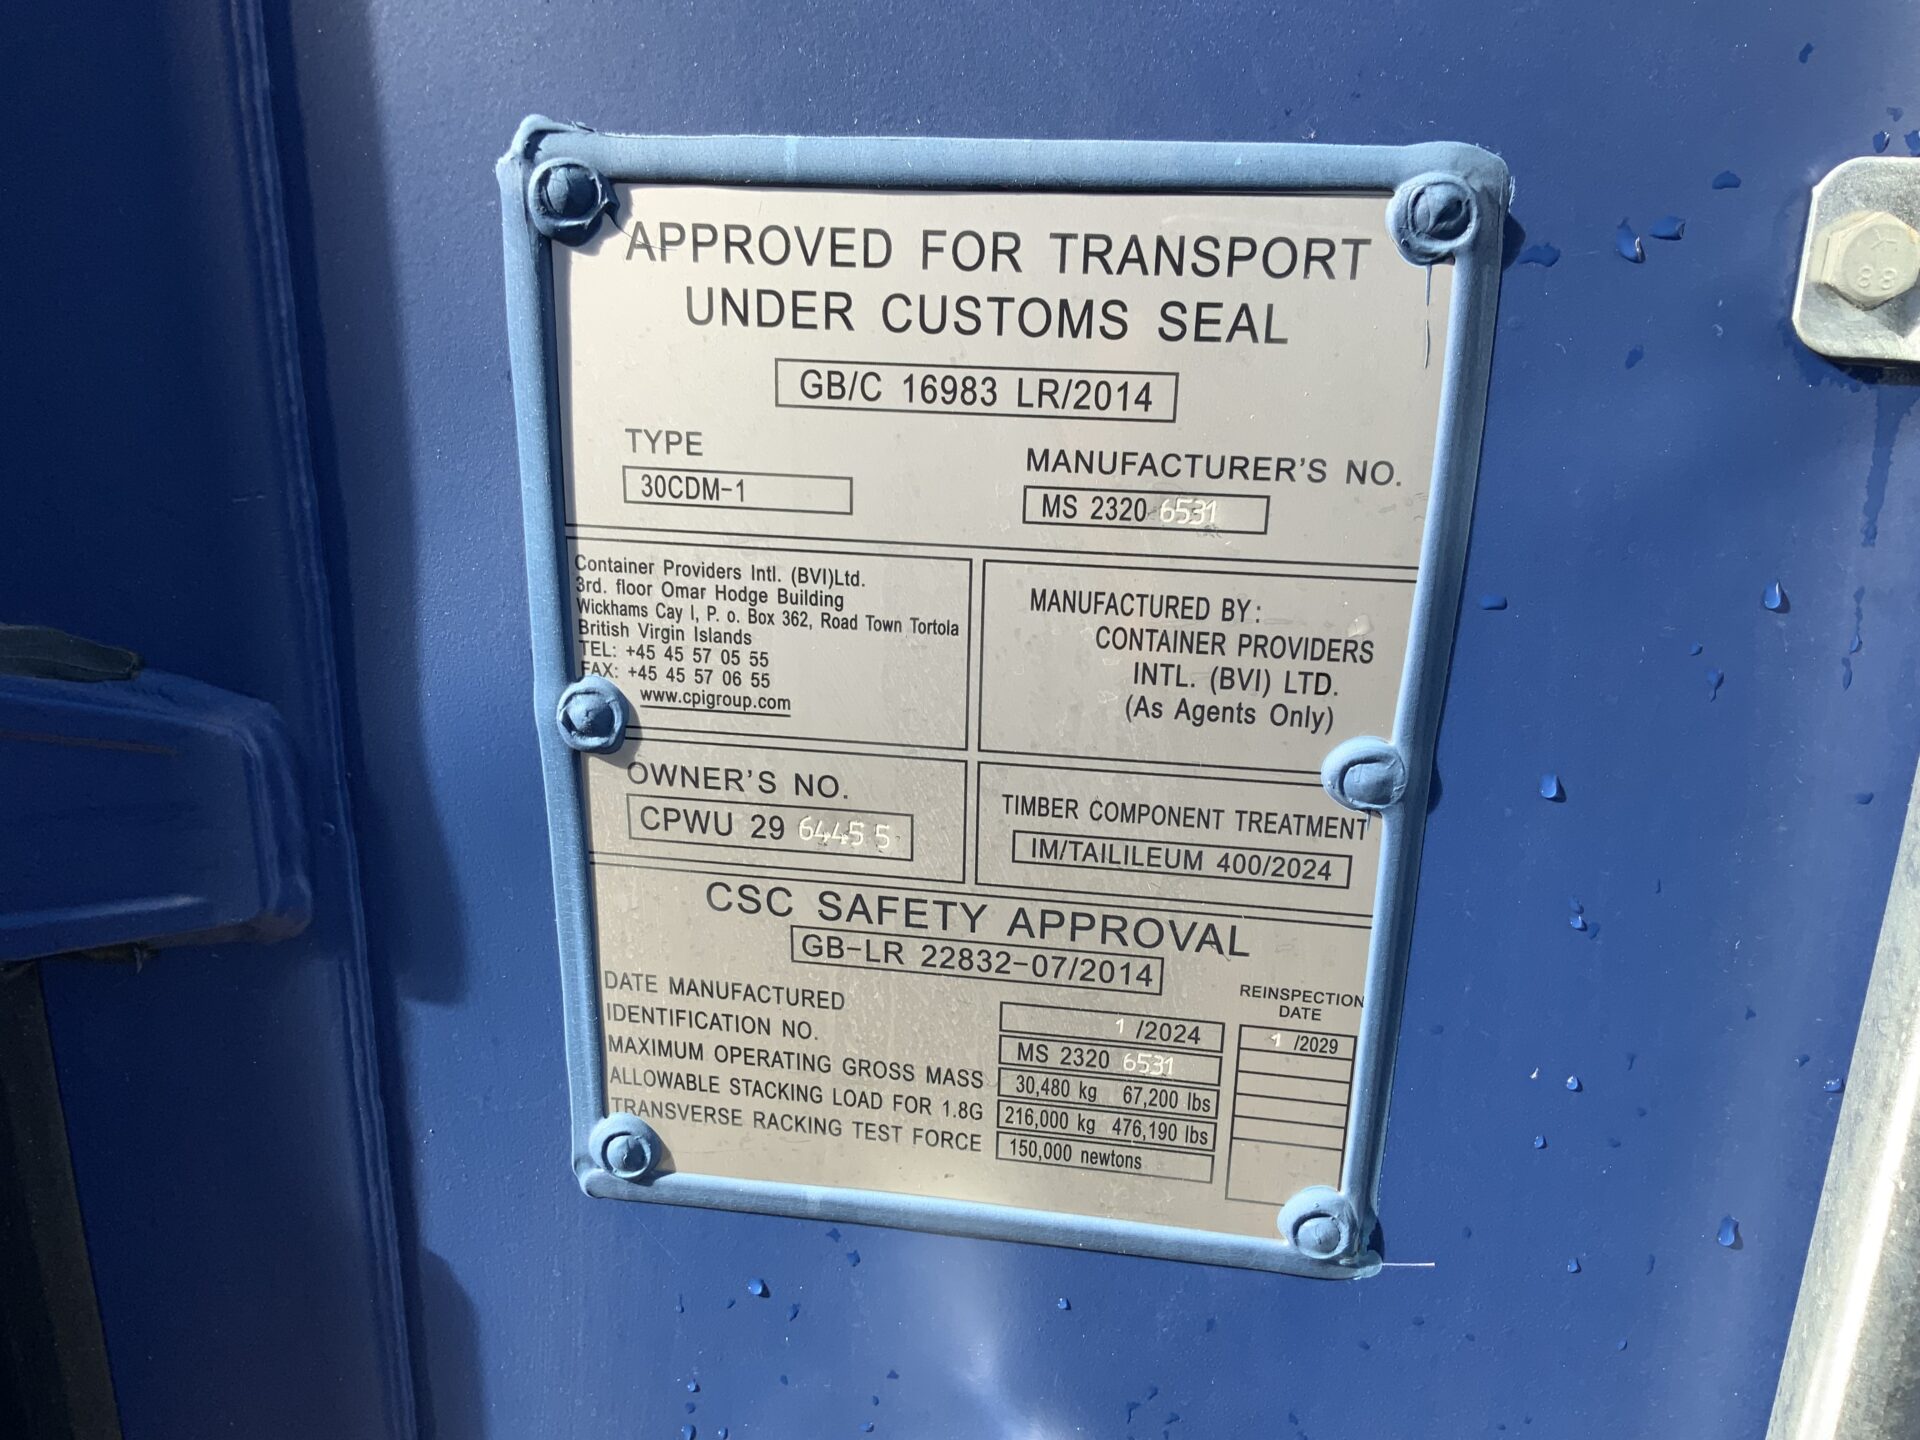 APPROVED FOR TRANSPORT
UNDER CUSTOMS SEAL
GB/C 16983 LR/2014
TYPE
30CDM-1
MANUFACTURER'S NO.
MS 2320 6531
Container Providers Intl. (BVI)Ltd.
3rd. floor Omar Hodge Building
Wickhams Cay I, P. o. Box 362, Road Town Tortola
British Virgin Islands
TEL: +45 45 57 05 55
FAX: +45 45 57 06 55
www.cpigroup.com
MANUFACTURED BY:
CONTAINER PROVIDERS
INTL. (BVI) LTD.
(As Agents Only)
OWNER'S NO.
CPWU 29 6445 5
TIMBER COMPONENT TREATMENT
IM/TAILILEUM 400/2024
CSC SAFETY APPROVAL
GB-LR 22832-07/2014
DATE MANUFACTURED 1 /2024
IDENTIFICATION NO. MS 2320 6531
MAXIMUM OPERATING GROSS MASS 30,480 kg 67,200 lbs
ALLOWABLE STACKING LOAD FOR 1.8G 216,000 kg 476,190 lbs
TRANSVERSE RACKING TEST FORCE 150,000 newtons
REINSPECTION
DATE
1 /2029
K
88